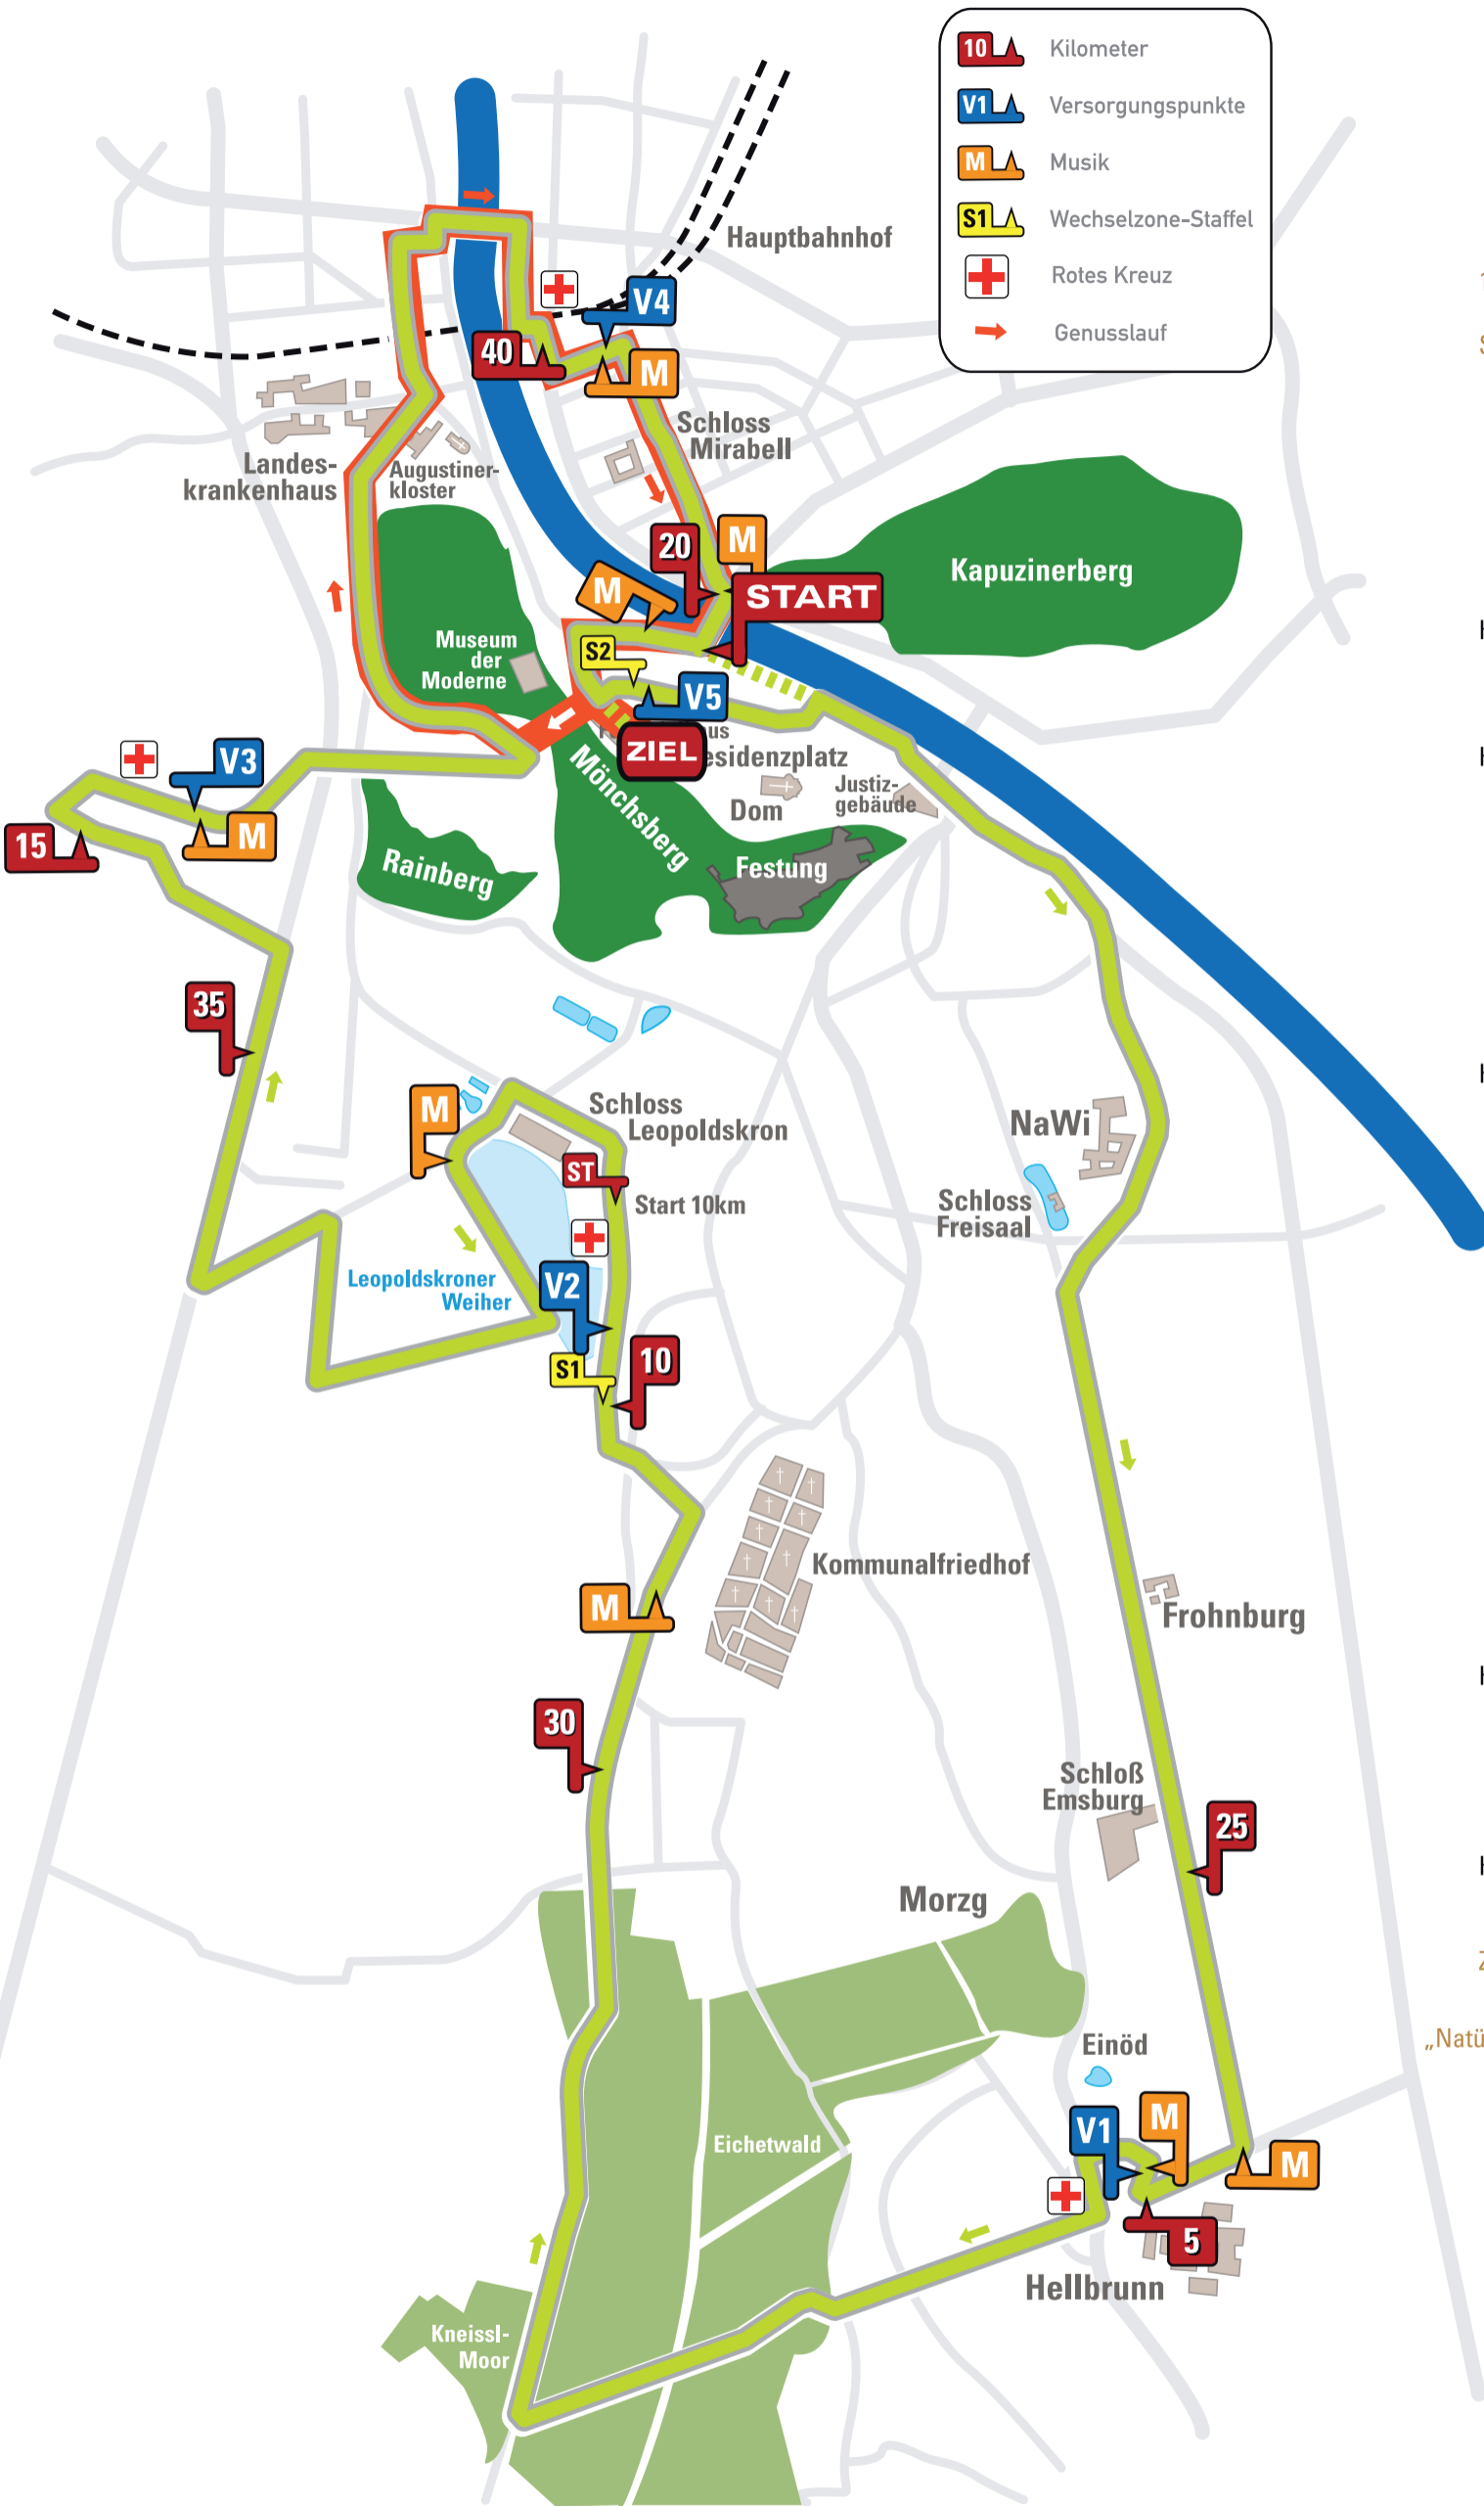 10 Kilometer
V1 Versorgungspunkte
M Musik
S1 Wechselzone-Staffel
Rotes Kreuz
Genusslauf
Hauptbahnhof
V4
40
M
Schloss
Mirabell
Landes-
krankenhaus
Augustiner-
kloster
20
M
Kapuzinerberg
M
START
Museum
der
Moderne
S2
V5
ZIEL
esidenzplatz
V3
Mönchsberg
Justiz-
gebäude
Dom
15
M
Rainberg
Festung
35
M
Schloss
Leopoldskron
NaWi
ST
Start 10km
Schloss
Freisaal
Leopoldskroner
Weiher
V2
S1
10
Kommunalfriedhof
M
Frohnburg
30
Schloß
Emsburg
25
Morzg
„Natü
Einöd
V1
M
Eichetwald
M
5
Hellbrunn
Kneissl-
Moor